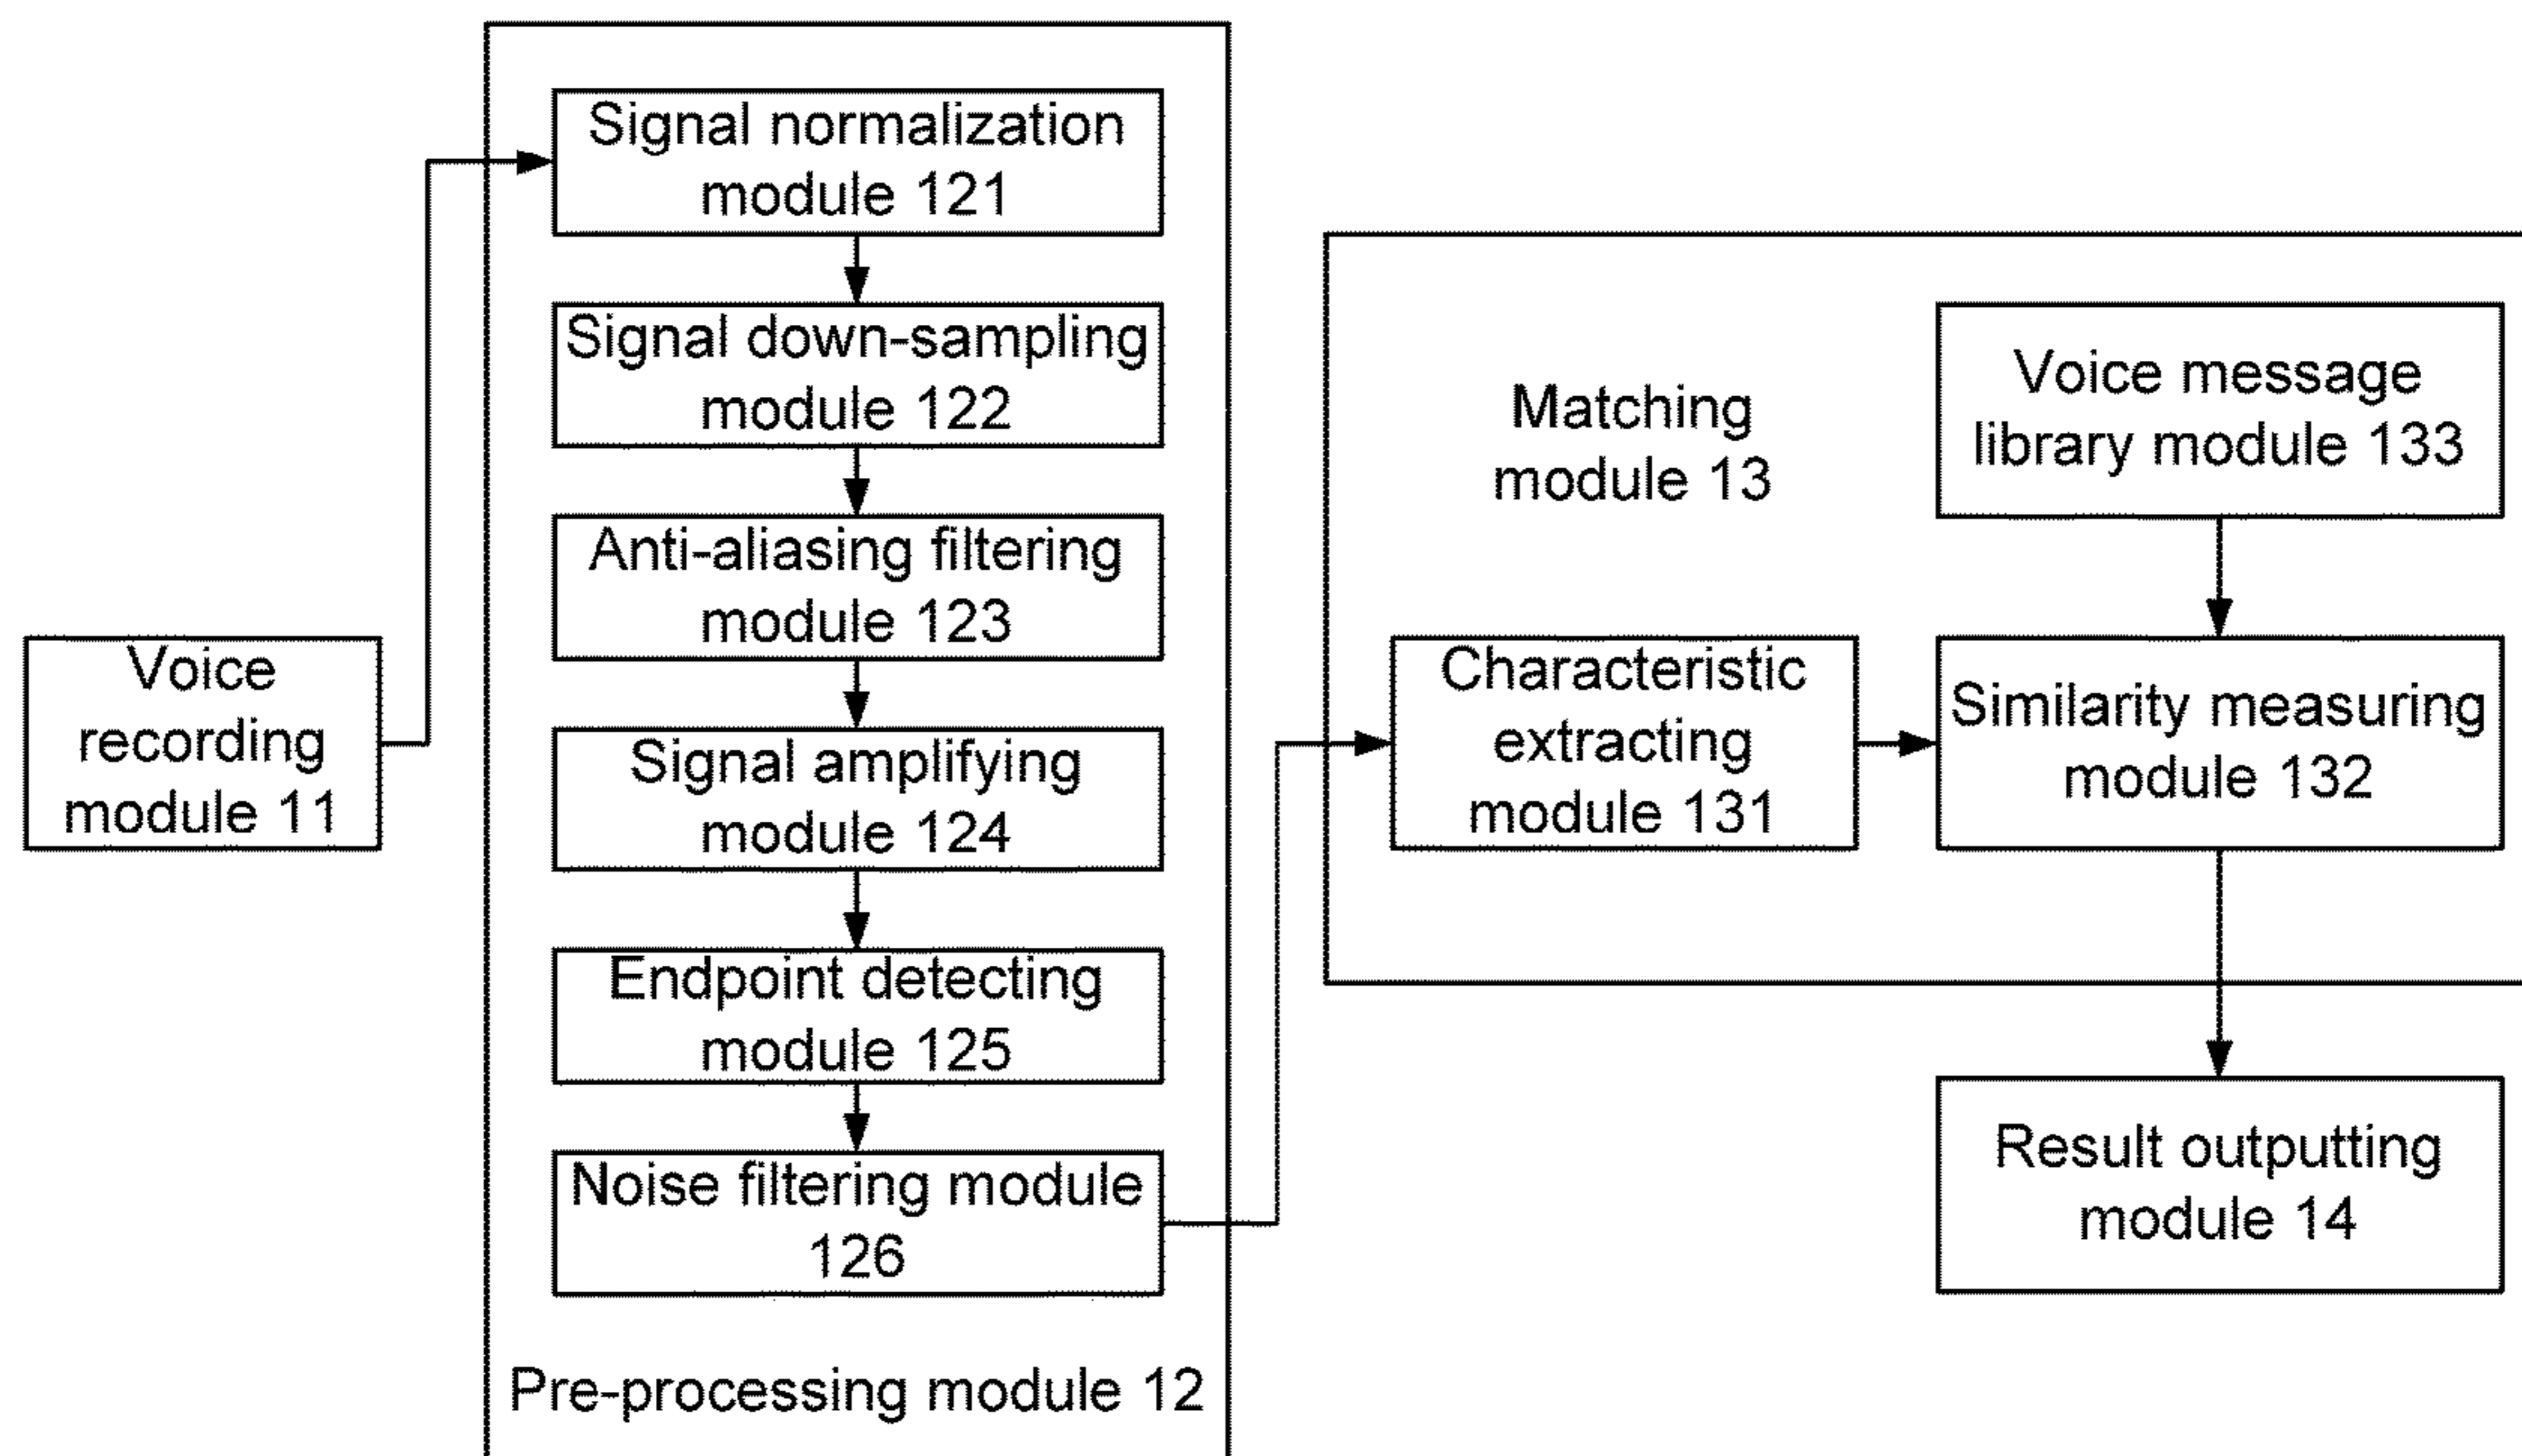 Voice
recording
module 11
Signal normalization
module 121
Signal down-sampling
module 122
Anti-aliasing filtering
module 123
Signal amplifying
module 124
Endpoint detecting
module 125
Noise filtering module
126
Pre-processing module 12
Matching
module 13
Characteristic
extracting
module 131
Voice message
library module 133
Similarity measuring
module 132
Result outputting
module 14